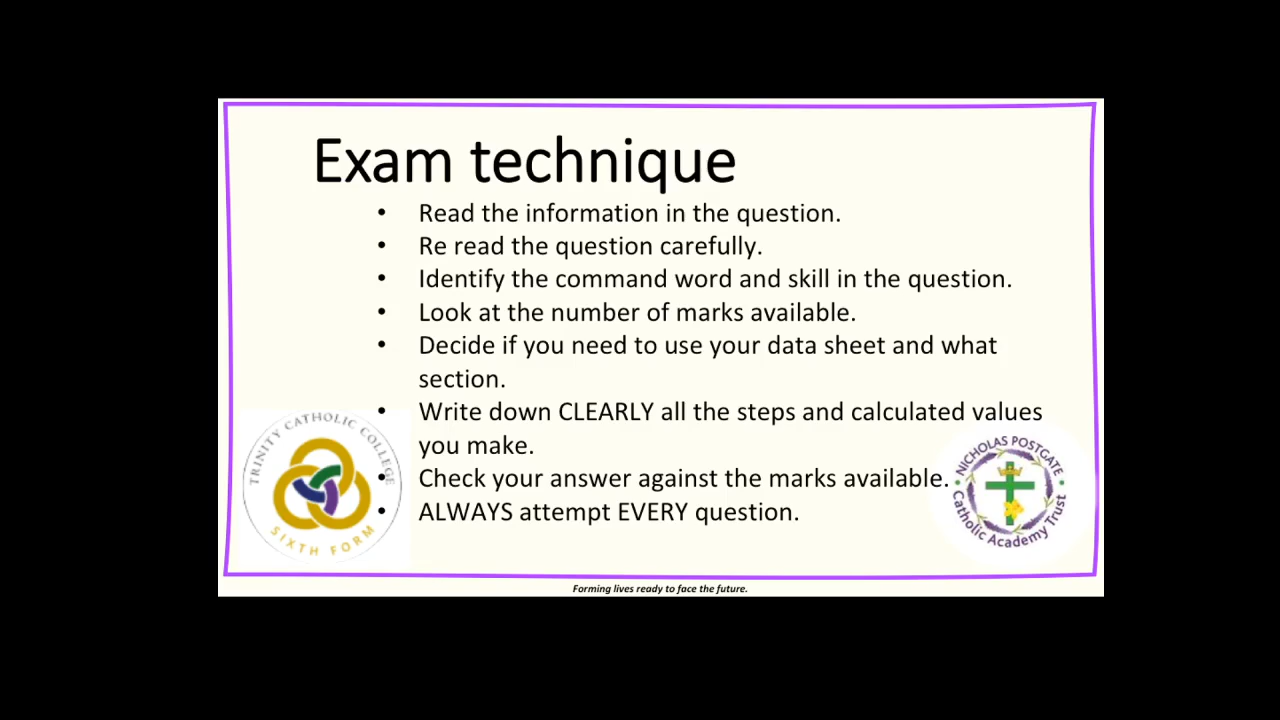 Exam technique
• Read the information in the question.
• Re read the question carefully.
• Identify the command word and skill in the question.
• Look at the number of marks available.
• Decide if you need to use your data sheet and what
section.
• Write down CLEARLY all the steps and calculated values
you make.
• Check your answer against the marks available.
• ALWAYS attempt EVERY question.
TRINITY CATHOLIC COLLEGE
SIXTH FORM
NICHOLAS POSTGATE
Catholic Academy Trust
Forming lives ready to face the future.